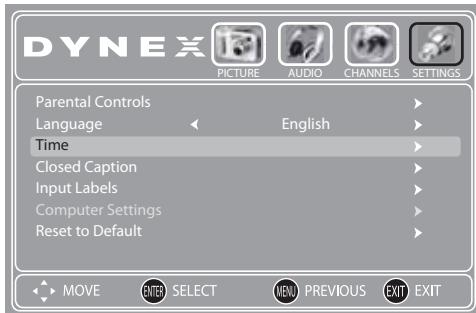 DYNEX
PICTURE AUDIO CHANNELS SETTINGS
Parental Controls
Language English
Time
Closed Caption
Input Labels
Computer Settings
Reset to Default
MOVE ENTER SELECT MENU PREVIOUS EXIT EXIT